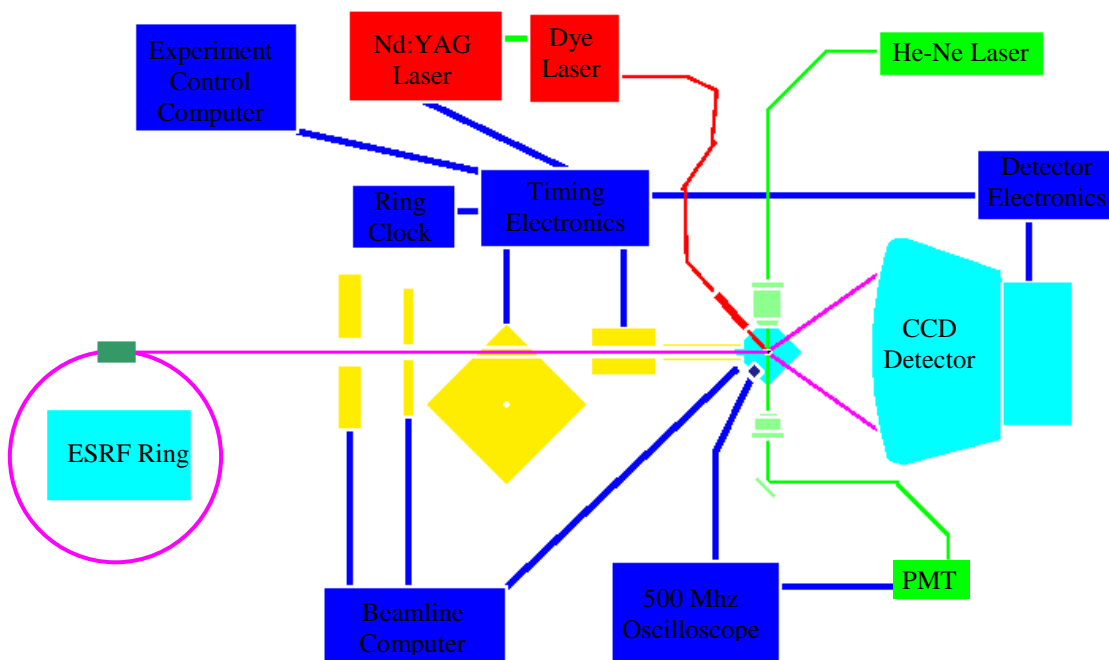 Experiment
Control
Computer
Nd:YAG
Laser
Dye
Laser
He-Ne Laser
Ring
Clock
Timing
Electronics
Detector
Electronics
CCD
Detector
ESRF Ring
Beamline
Computer
500 Mhz
Oscilloscope
PMT